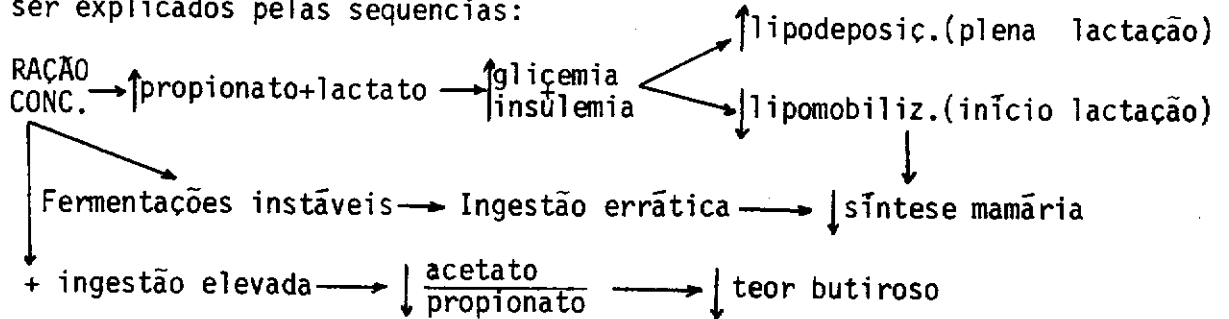 ser explicados pelas sequencias:
↑lipodeposiç.(plena lactação)
RAÇÃO CONC. → ↑propionato+lactato → ↑gliçemia + insulemia
↓lipomobiliz.(início lactação)
Fermentações instáveis → Ingestão errática → ↓síntese mamária
+ ingestão elevada → ↓ acetato / propionato → ↓ teor butiroso